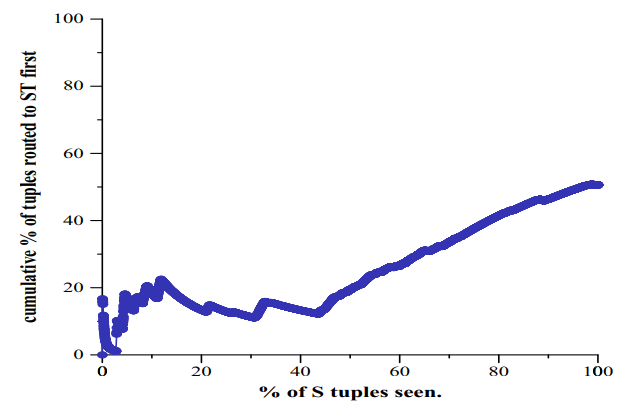 cumulative % of tuples routed to ST first
100
80
60
40
20
0
0 20 40 60 80 100
% of S tuples seen.